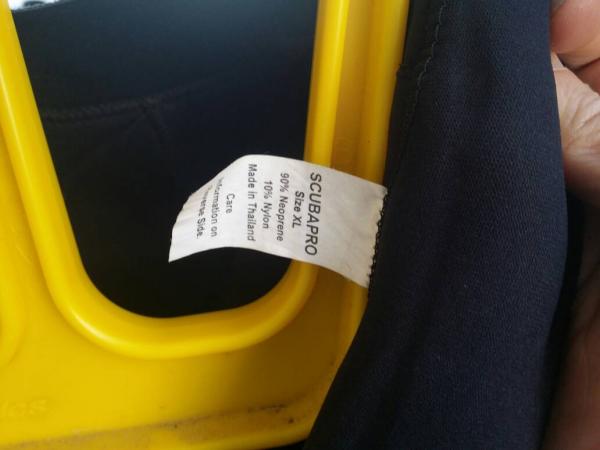 SCUBAPRO
Size XL
90% Neoprene
10% Nylon
Made in Thailand
Care
Information on
Reverse Side.